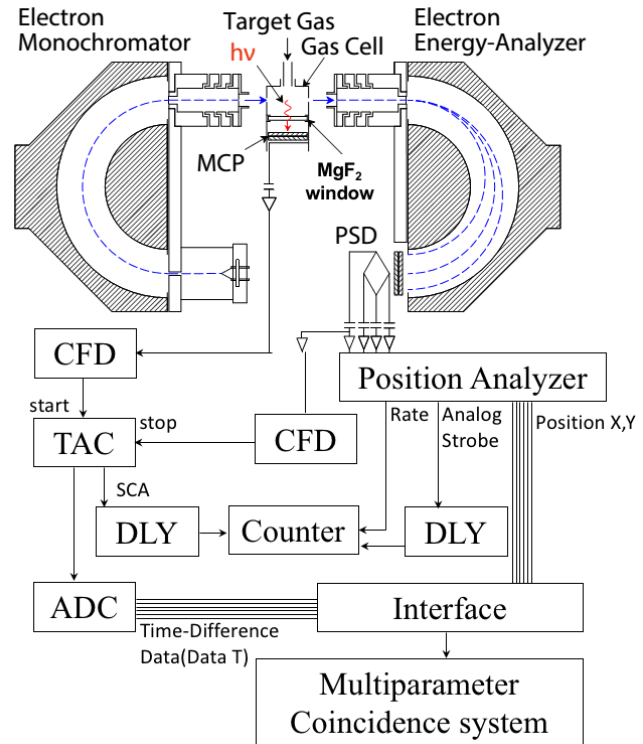 Electron
Monochromator
Target Gas
hν
Gas Cell
Electron
Energy-Analyzer
MCP
MgF₂
window
PSD
CFD
Position Analyzer
start
stop
TAC
CFD
Rate
Analog
Strobe
Position X,Y
SCA
DLY
Counter
DLY
ADC
Interface
Time-Difference
Data(Data T)
Multiparameter
Coincidence system